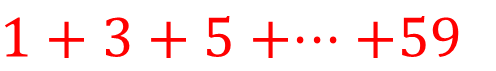 1 + 3 + 5 +⋯ +59